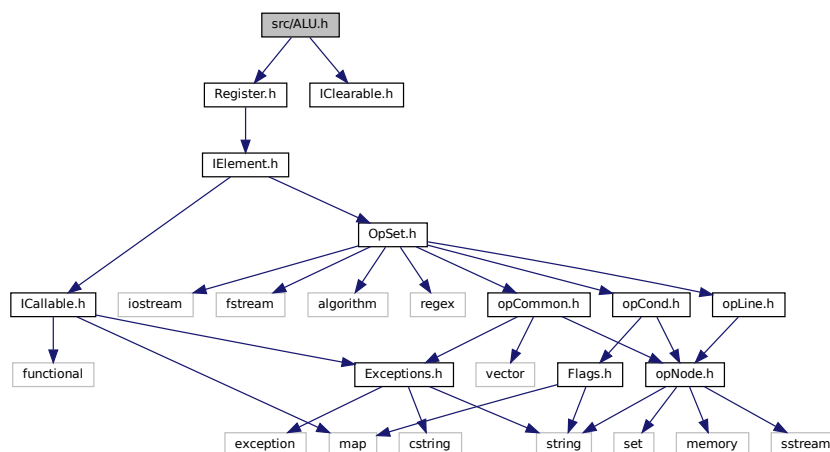 src/ALU.h
Register.h
IClearable.h
IElement.h
OpSet.h
ICallable.h
iostream
fstream
algorithm
regex
opCommon.h
opCond.h
opLine.h
functional
Exceptions.h
vector
Flags.h
opNode.h
exception
map
cstring
string
set
memory
sstream